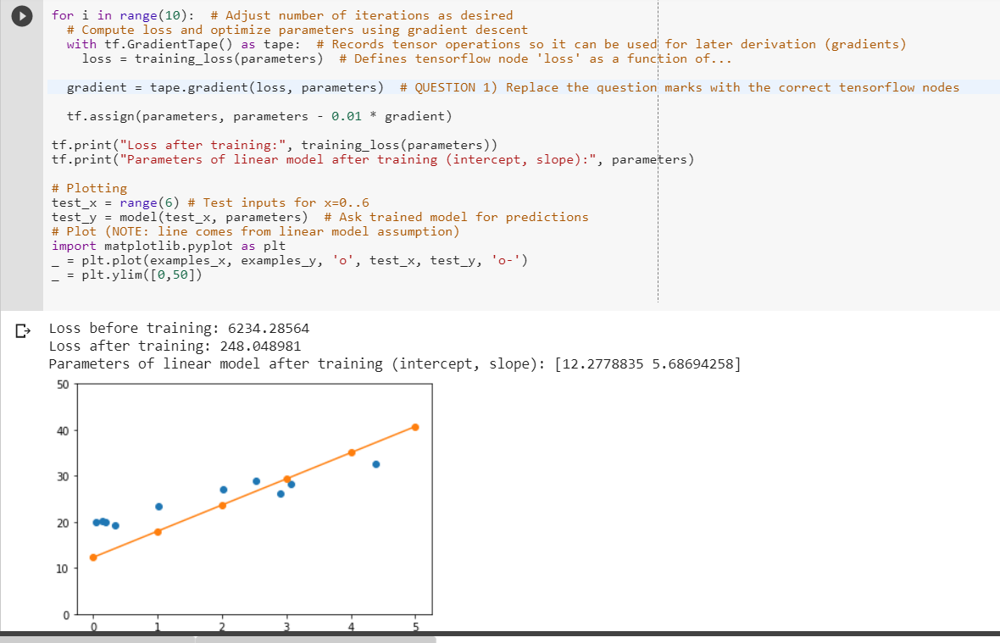 for i in range(10):  # Adjust number of iterations as desired
  # Compute loss and optimize parameters using gradient descent
  with tf.GradientTape() as tape:  # Records tensor operations so it can be used for later derivation (gradients)
    loss = training_loss(parameters)  # Defines tensorflow node 'loss' as a function of...
  gradient = tape.gradient(loss, parameters)  # QUESTION 1) Replace the question marks with the correct tensorflow nodes
  tf.assign(parameters, parameters - 0.01 * gradient)
tf.print("Loss after training:", training_loss(parameters))
tf.print("Parameters of linear model after training (intercept, slope):", parameters)
# Plotting
test_x = range(6) # Test inputs for x=0..6
test_y = model(test_x, parameters)  # Ask trained model for predictions
# Plot (NOTE: line comes from linear model assumption)
import matplotlib.pyplot as plt
_ = plt.plot(examples_x, examples_y, 'o', test_x, test_y, 'o-')
_ = plt.ylim([0,50])
Loss before training: 6234.28564
Loss after training: 248.048981
Parameters of linear model after training (intercept, slope): [12.2778835 5.68694258]
50
40
30
20
10
0
0 1 2 3 4 5